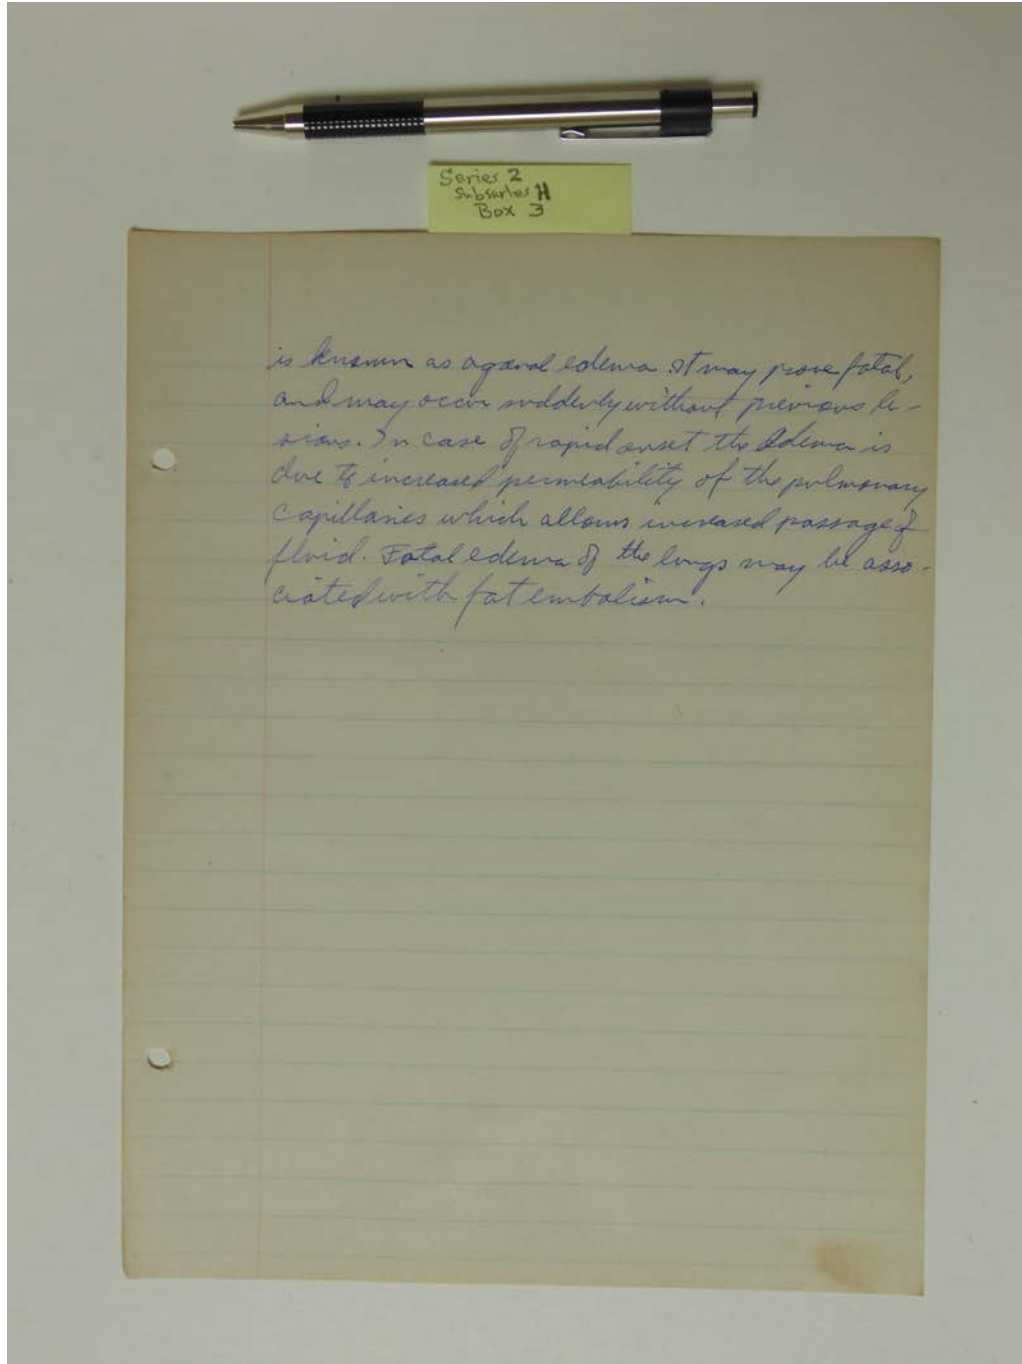 Series 2
Subseries H
Box 3
is known as agonal edema. It may prove fatal,
and may occur suddenly without previous le-
sions. In case of rapid onset the edema is
due to increased permeability of the pulmonary
capillaries which allows increased passage of
fluid. Fatal edema of the lungs may be asso-
ciated with fat embolism.